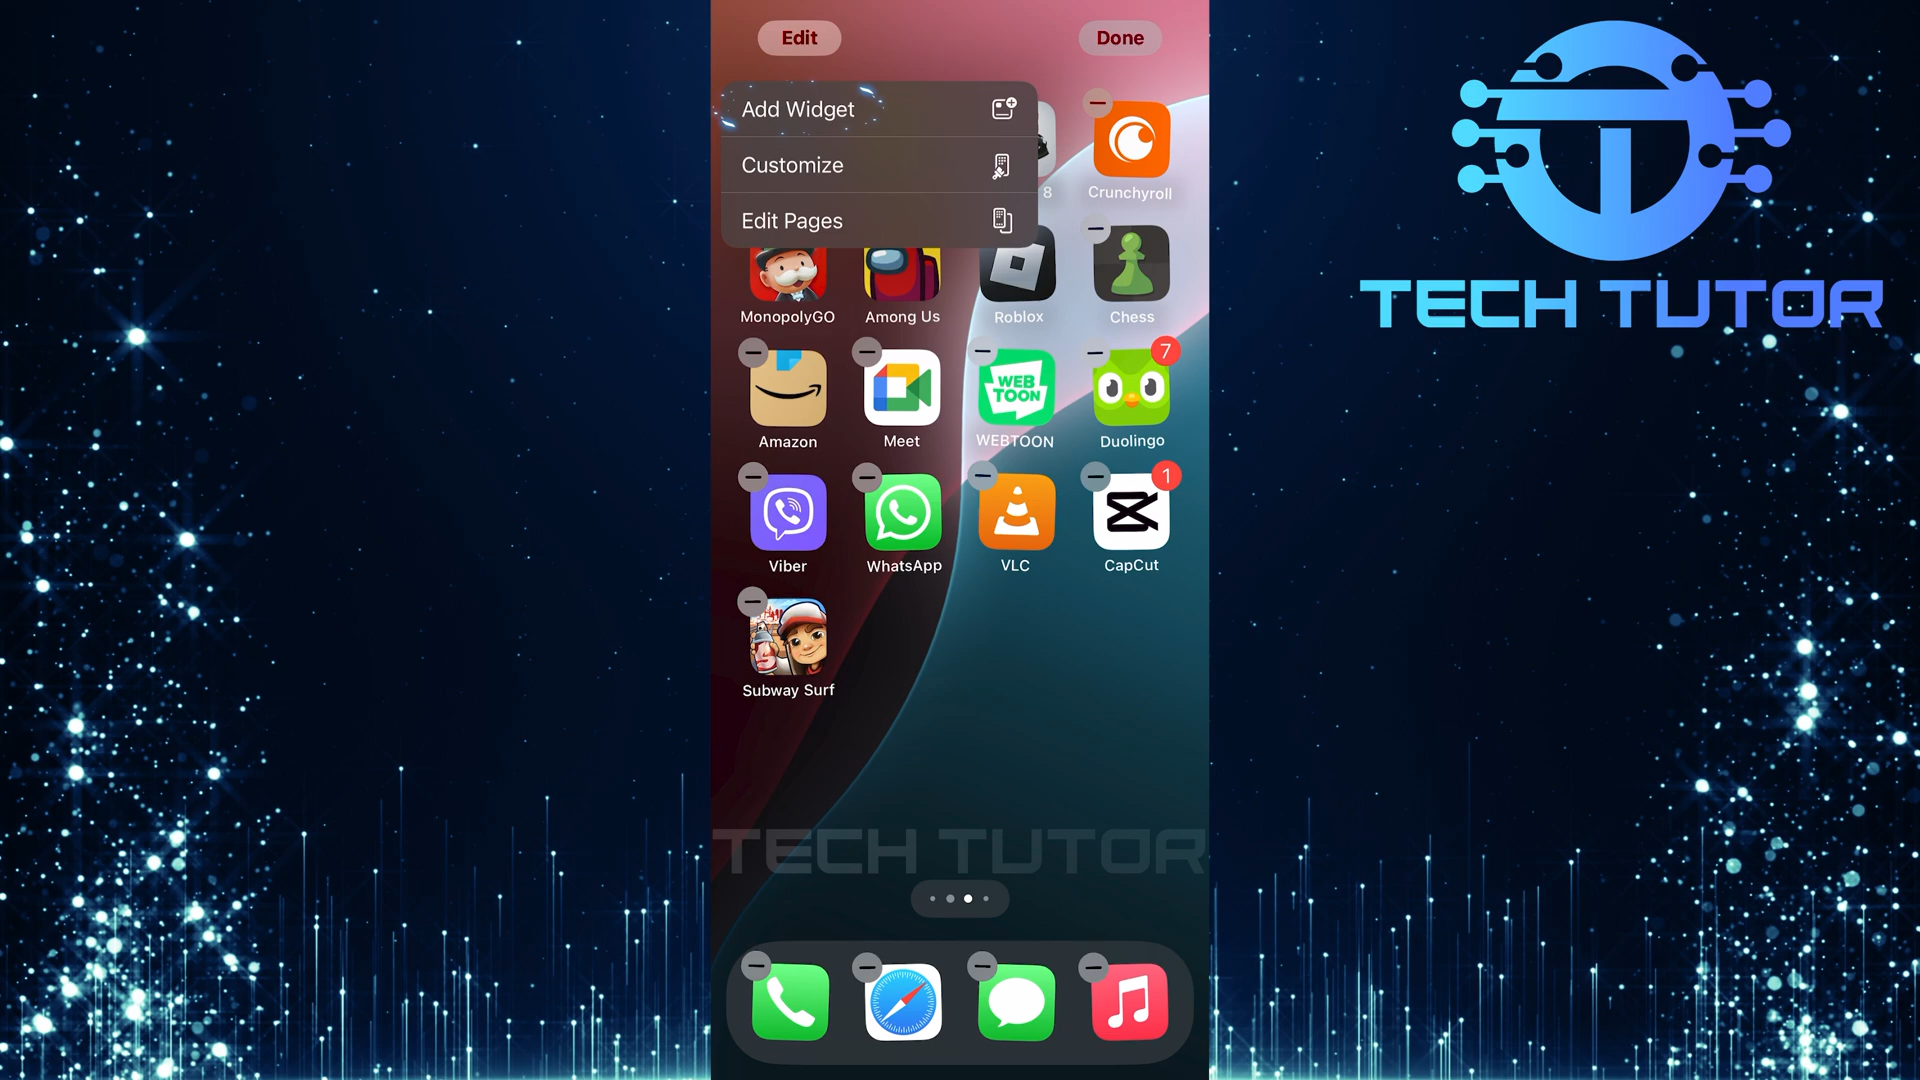 Edit
Done
TECH TUTOR
Add Widget
Customize
Edit Pages
8
Crunchyroll
MonopolyGO
Among Us
Roblox
Chess
7
WEB
TOON
Amazon
Meet
WEBTOON
Duolingo
1
Viber
WhatsApp
VLC
CapCut
Subway Surf
TECH TUTOR